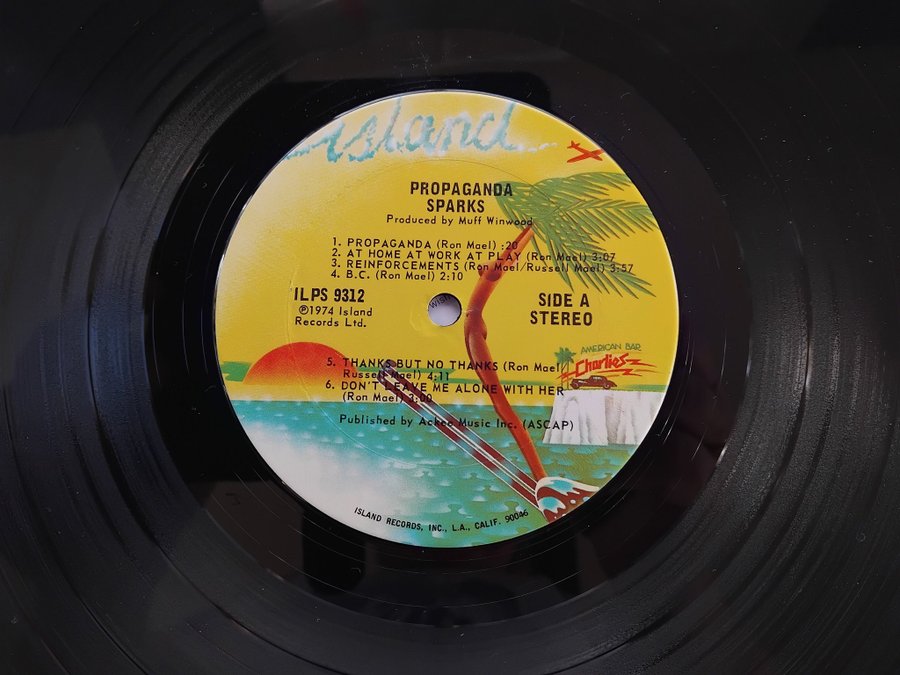 island
PROPAGANDA
SPARKS
Produced by Muff Winwood
1. PROPAGANDA (Ron Mael) :20
2. AT HOME AT WORK AT PLAY (Ron Mael) 3:07
3. REINFORCEMENTS (Ron Mael/Russell Mael) 3:57
4. B.C. (Ron Mael) 2:10
ILPS 9312
℗1974 Island
Records Ltd.
SIDE A
STEREO
AMERICAN BAR
Charlies
5. THANKS BUT NO THANKS (Ron Mael
Russell Mael) 4:11
6. DON'T LEAVE ME ALONE WITH HER
(Ron Mael) 3:00
Published by Ackee Music Inc. (ASCAP)
ISLAND RECORDS, INC., L.A., CALIF. 90046